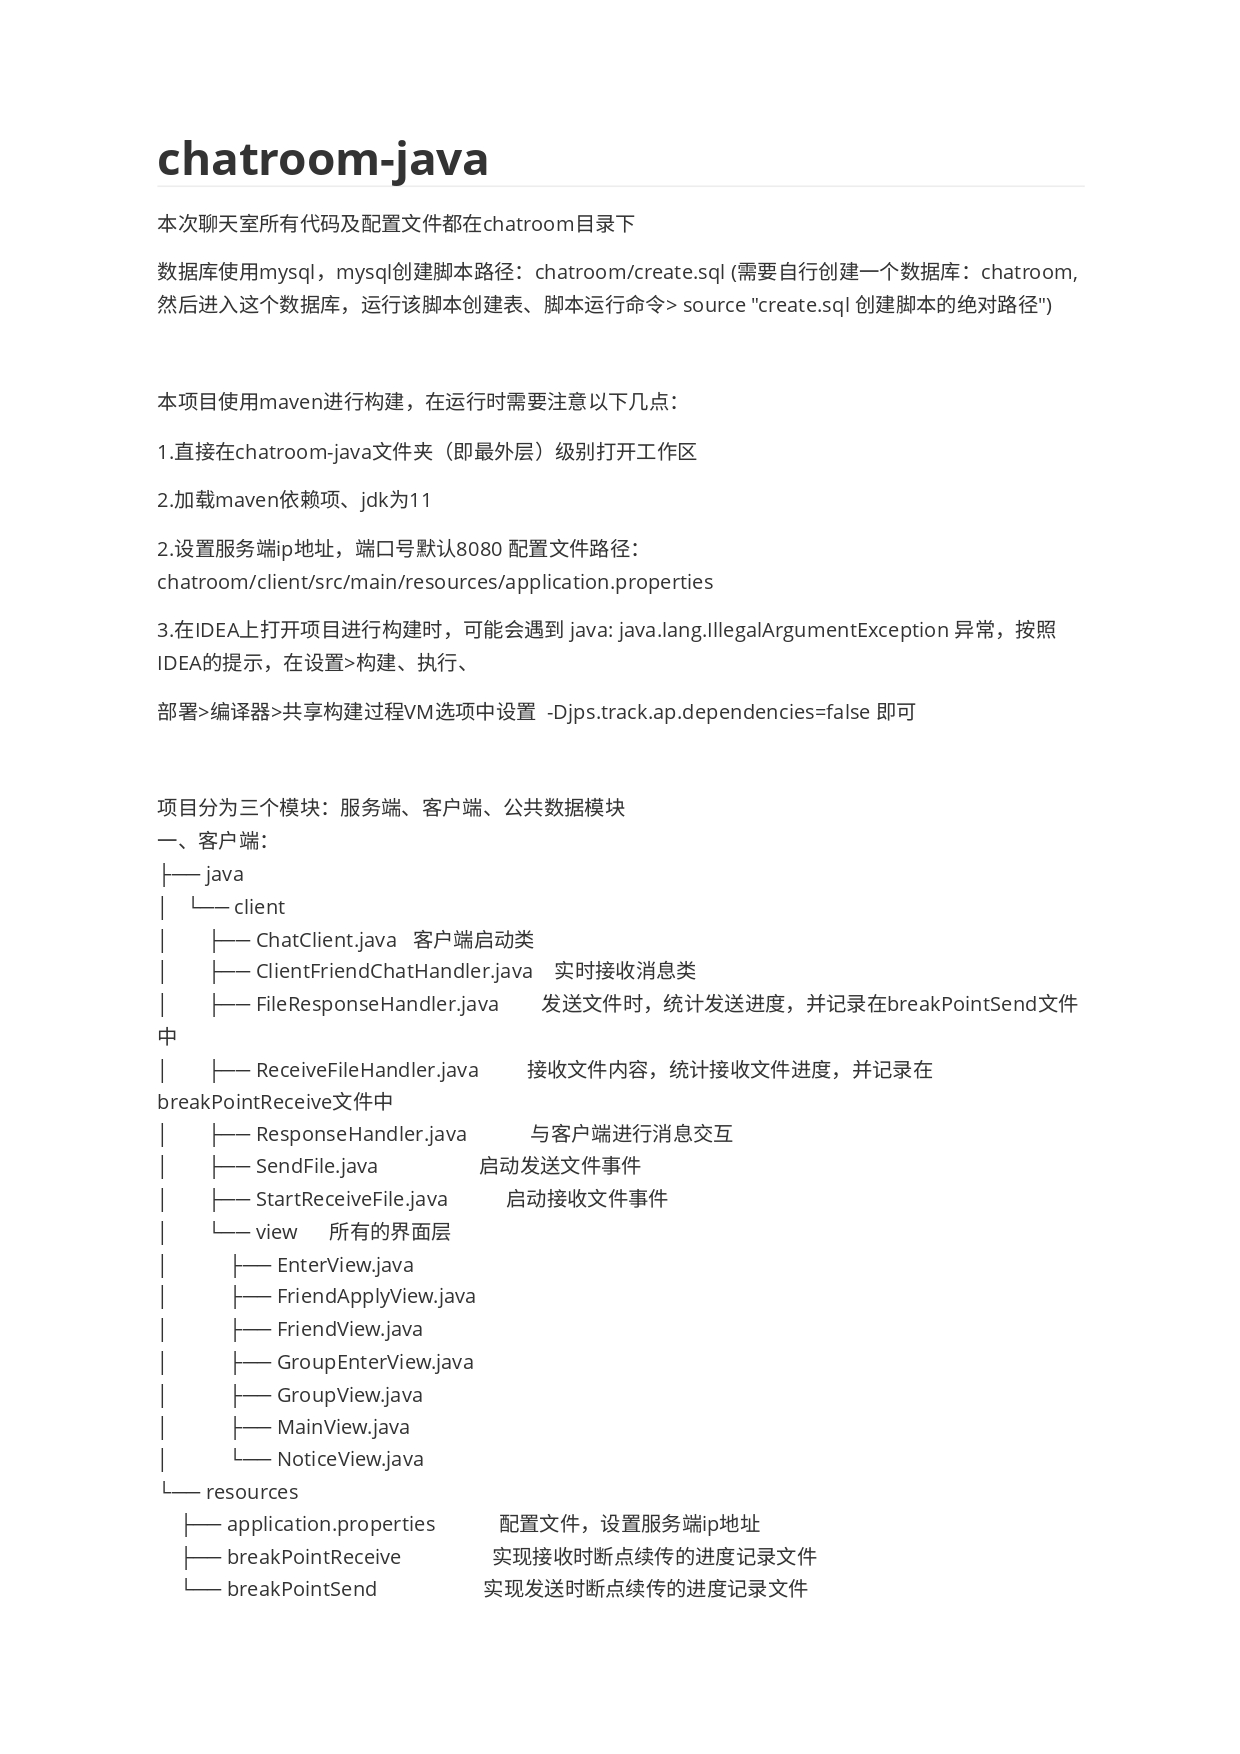 chatroom-java
本次聊天室所有代码及配置文件都在chatroom目录下
数据库使用mysql，mysql创建脚本路径：chatroom/create.sql (需要自行创建一个数据库：chatroom,
然后进入这个数据库，运行该脚本创建表、脚本运行命令> source "create.sql 创建脚本的绝对路径")
本项目使用maven进行构建，在运行时需要注意以下几点：
1.直接在chatroom-java文件夹（即最外层）级别打开工作区
2.加载maven依赖项、jdk为11
2.设置服务端ip地址，端口号默认8080 配置文件路径：
chatroom/client/src/main/resources/application.properties
3.在IDEA上打开项目进行构建时，可能会遇到 java: java.lang.IllegalArgumentException 异常，按照
IDEA的提示，在设置>构建、执行、
部署>编译器>共享构建过程VM选项中设置 -Djps.track.ap.dependencies=false 即可
项目分为三个模块：服务端、客户端、公共数据模块
一、客户端：
├── java
│   └── client
│       ├── ChatClient.java   客户端启动类
│       ├── ClientFriendChatHandler.java    实时接收消息类
│       ├── FileResponseHandler.java        发送文件时，统计发送进度，并记录在breakPointSend文件
中
│       ├── ReceiveFileHandler.java         接收文件内容，统计接收文件进度，并记录在
breakPointReceive文件中
│       ├── ResponseHandler.java            与客户端进行消息交互
│       ├── SendFile.java                   启动发送文件事件
│       ├── StartReceiveFile.java           启动接收文件事件
│       └── view      所有的界面层
│           ├── EnterView.java
│           ├── FriendApplyView.java
│           ├── FriendView.java
│           ├── GroupEnterView.java
│           ├── GroupView.java
│           ├── MainView.java
│           └── NoticeView.java
└── resources
    ├── application.properties            配置文件，设置服务端ip地址
    ├── breakPointReceive                 实现接收时断点续传的进度记录文件
    └── breakPointSend                    实现发送时断点续传的进度记录文件